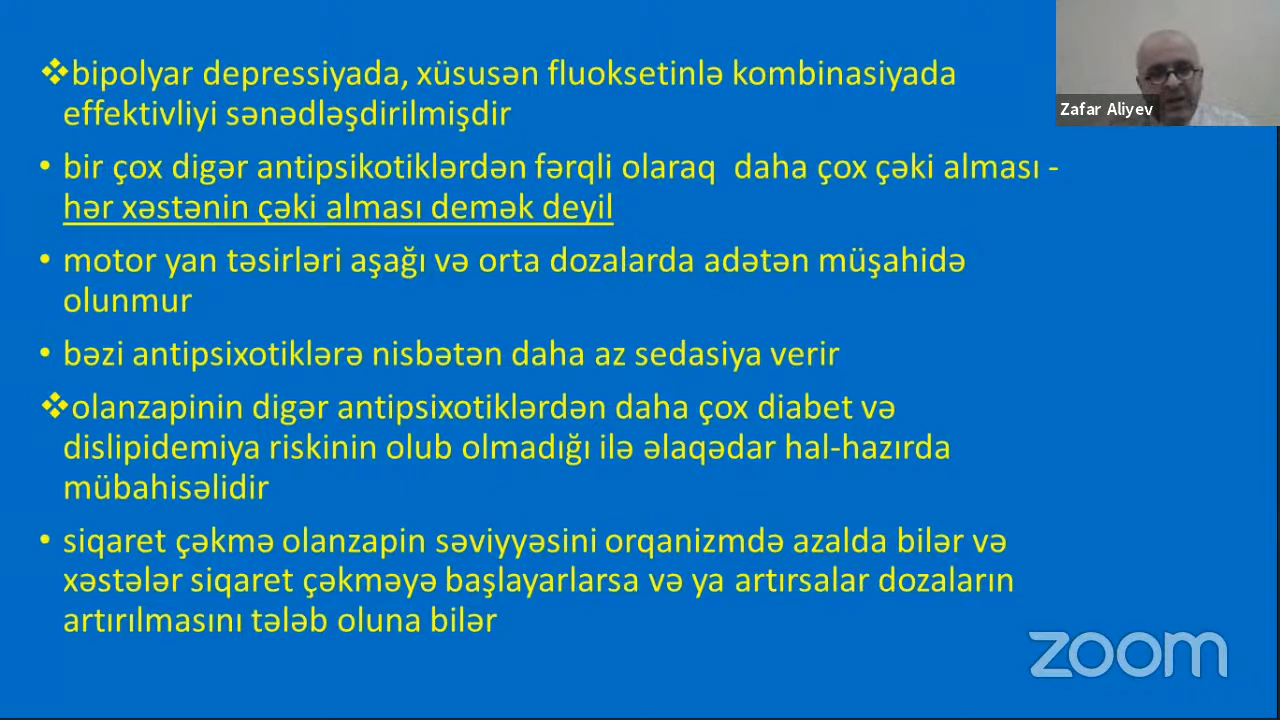 ❖bipolyar depressiyada, xüsusən fluoksetinlə kombinasiyada
effektivliyi sənədləşdirilmişdir
• bir çox digər antipsikotiklərdən fərqli olaraq  daha çox çəki alması -
hər xəstənin çəki alması demək deyil
• motor yan təsirləri aşağı və orta dozalarda adətən müşahidə
olunmur
• bəzi antipsixotiklərə nisbətən daha az sedasiya verir
❖olanzapinin digər antipsixotiklərdən daha çox diabet və
dislipidemiya riskinin olub olmadığı ilə əlaqədar hal-hazırda
mübahisəlidir
• siqaret çəkmə olanzapin səviyyəsini orqanizmdə azalda bilər və
xəstələr siqaret çəkməyə başlayarlarsa və ya artırsalar dozaların
artırılmasını tələb oluna bilər
Zafar Aliyev
zoom